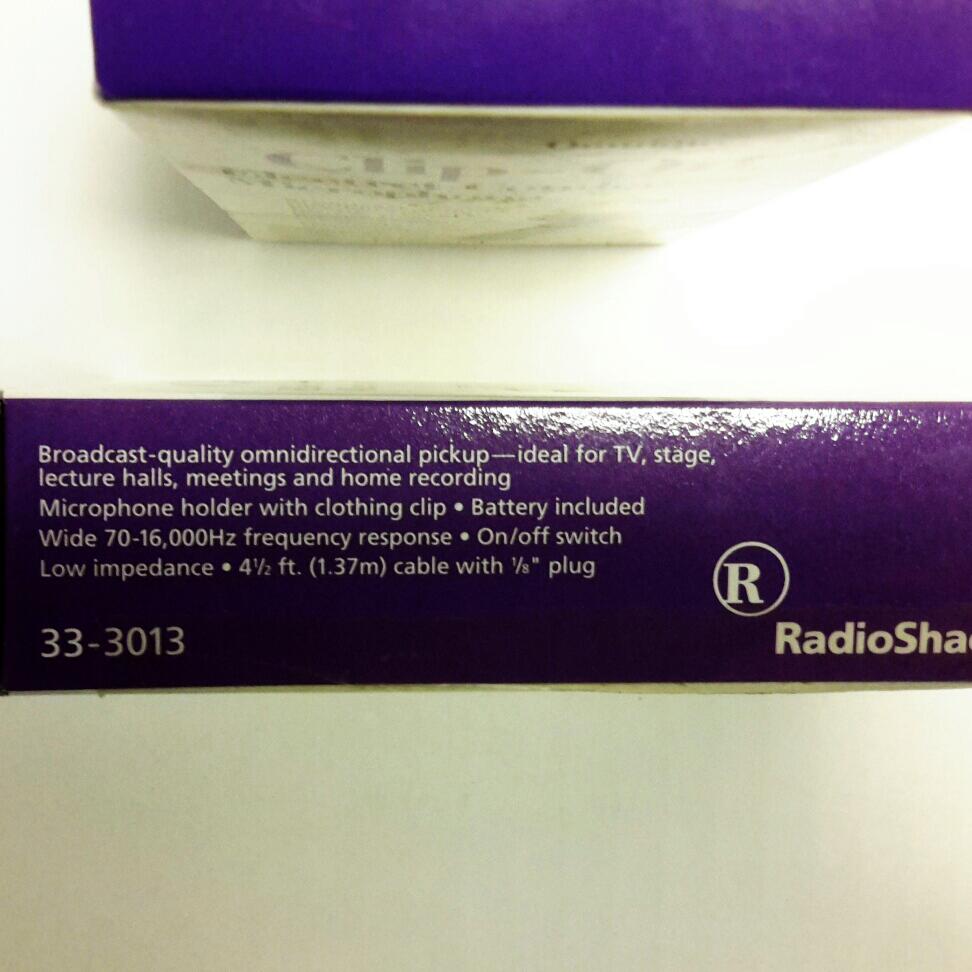 Clip-
Broadcast-quality omnidirectional pickup—ideal for TV, stage,
lecture halls, meetings and home recording
Microphone holder with clothing clip • Battery included
Wide 70-16,000Hz frequency response • On/off switch
Low impedance • 4½ ft. (1.37m) cable with ⅛" plug
R
RadioSha
33-3013